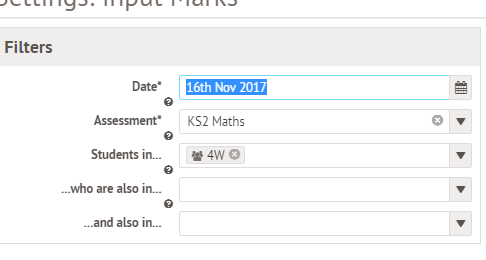 Settings: Input Marks
Filters
Date*
16th Nov 2017
Assessment*
KS2 Maths
Students in...
4W
...who are also in...
...and also in...